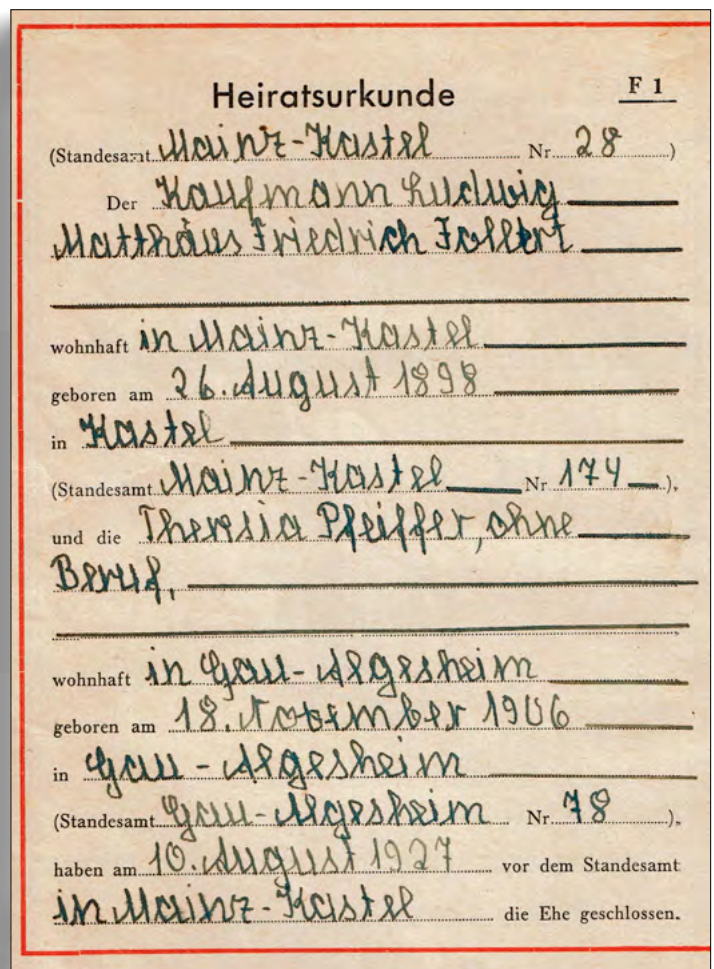 Heiratsurkunde F 1
(Standesamt Mainz-Kastel Nr. 28)
Der Kaufmann Ludwig
Matthäus Friedrich Follert
wohnhaft in Mainz-Kastel
geboren am 26. August 1898
in Kastel
(Standesamt Mainz-Kastel Nr 174),
und die Theresia Pfeiffer, ohne
Beruf,
wohnhaft in Gau-Algesheim
geboren am 18. November 1906
in Gau-Algesheim
(Standesamt Gau-Algesheim Nr. 78),
haben am 10. August 1927 vor dem Standesamt
in Mainz-Kastel die Ehe geschlossen.